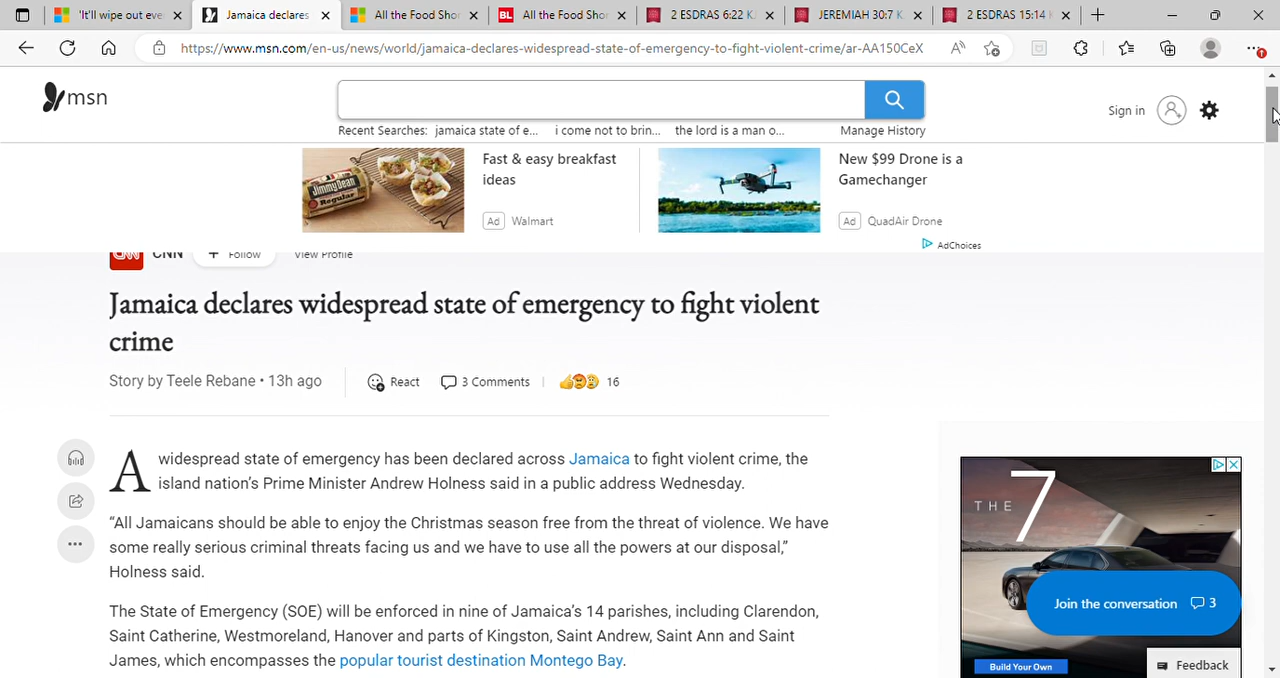 'It'll wipe out eve
Jamaica declares
All the Food Shor
BL All the Food Shor
2 ESDRAS 6:22 K
JEREMIAH 30:7 K
2 ESDRAS 15:14
https://www.msn.com/en-us/news/world/jamaica-declares-widespread-state-of-emergency-to-fight-violent-crime/ar-AA150CeX
msn
Sign in
Recent Searches: jamaica state of e... i come not to brin... the lord is a man o... Manage History
Fast & easy breakfast
ideas
Ad Walmart
Jimmy Dean
Regular
New $99 Drone is a
Gamechanger
Ad QuadAir Drone
AdChoices
CNN CNN + Follow View Profile
Jamaica declares widespread state of emergency to fight violent
crime
Story by Teele Rebane • 13h ago React 3 Comments 16
A widespread state of emergency has been declared across Jamaica to fight violent crime, the
island nation's Prime Minister Andrew Holness said in a public address Wednesday.
“All Jamaicans should be able to enjoy the Christmas season free from the threat of violence. We have
some really serious criminal threats facing us and we have to use all the powers at our disposal,”
Holness said.
The State of Emergency (SOE) will be enforced in nine of Jamaica's 14 parishes, including Clarendon,
Saint Catherine, Westmoreland, Hanover and parts of Kingston, Saint Andrew, Saint Ann and Saint
James, which encompasses the popular tourist destination Montego Bay.
THE 7
Join the conversation 3
Build Your Own
Feedback